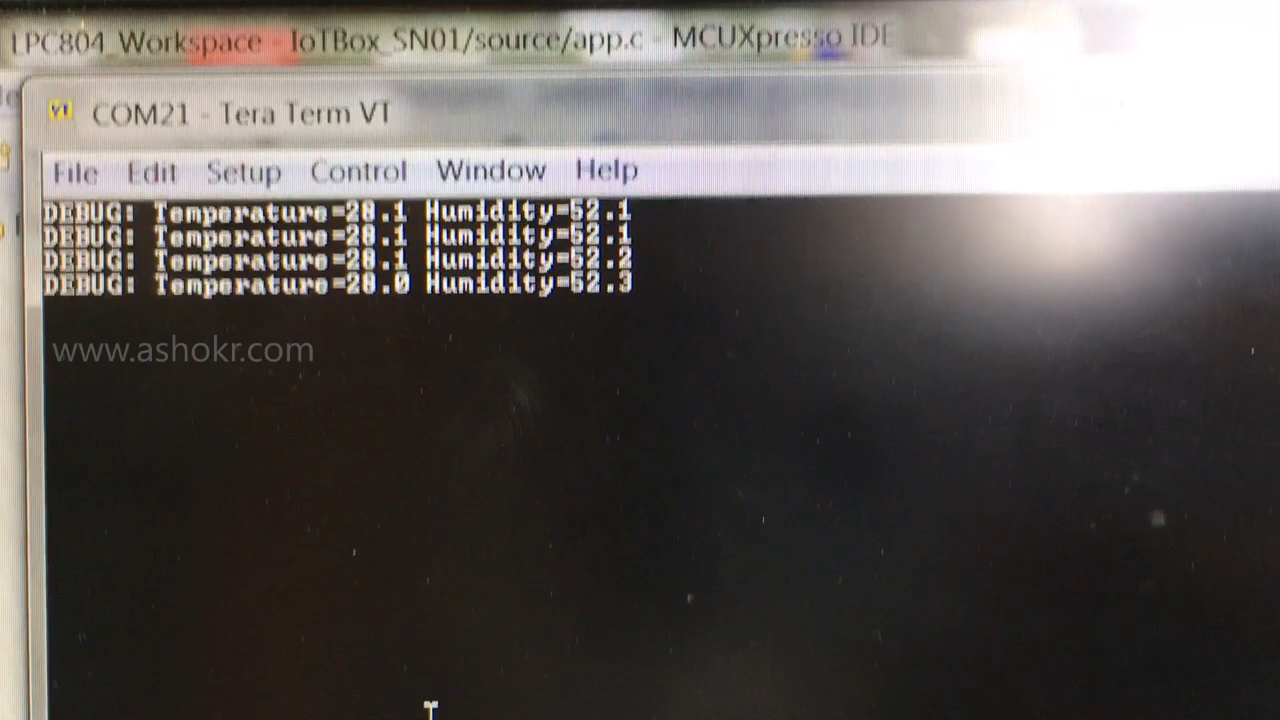 LPC804_Workspace - IoTBox_SN01/source/app.c - MCUXpresso IDE
VT COM21 - Tera Term VT
File Edit Setup Control Window Help
DEBUG: Temperature=28.1 Humidity=52.1
DEBUG: Temperature=28.1 Humidity=52.1
DEBUG: Temperature=28.1 Humidity=52.2
DEBUG: Temperature=28.0 Humidity=52.3
www.ashokr.com